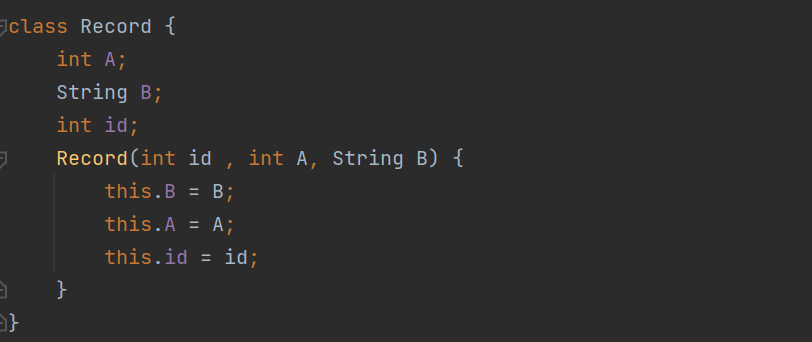 class Record {
    int A;
    String B;
    int id;
    Record(int id , int A, String B) {
        this.B = B;
        this.A = A;
        this.id = id;
    }
}